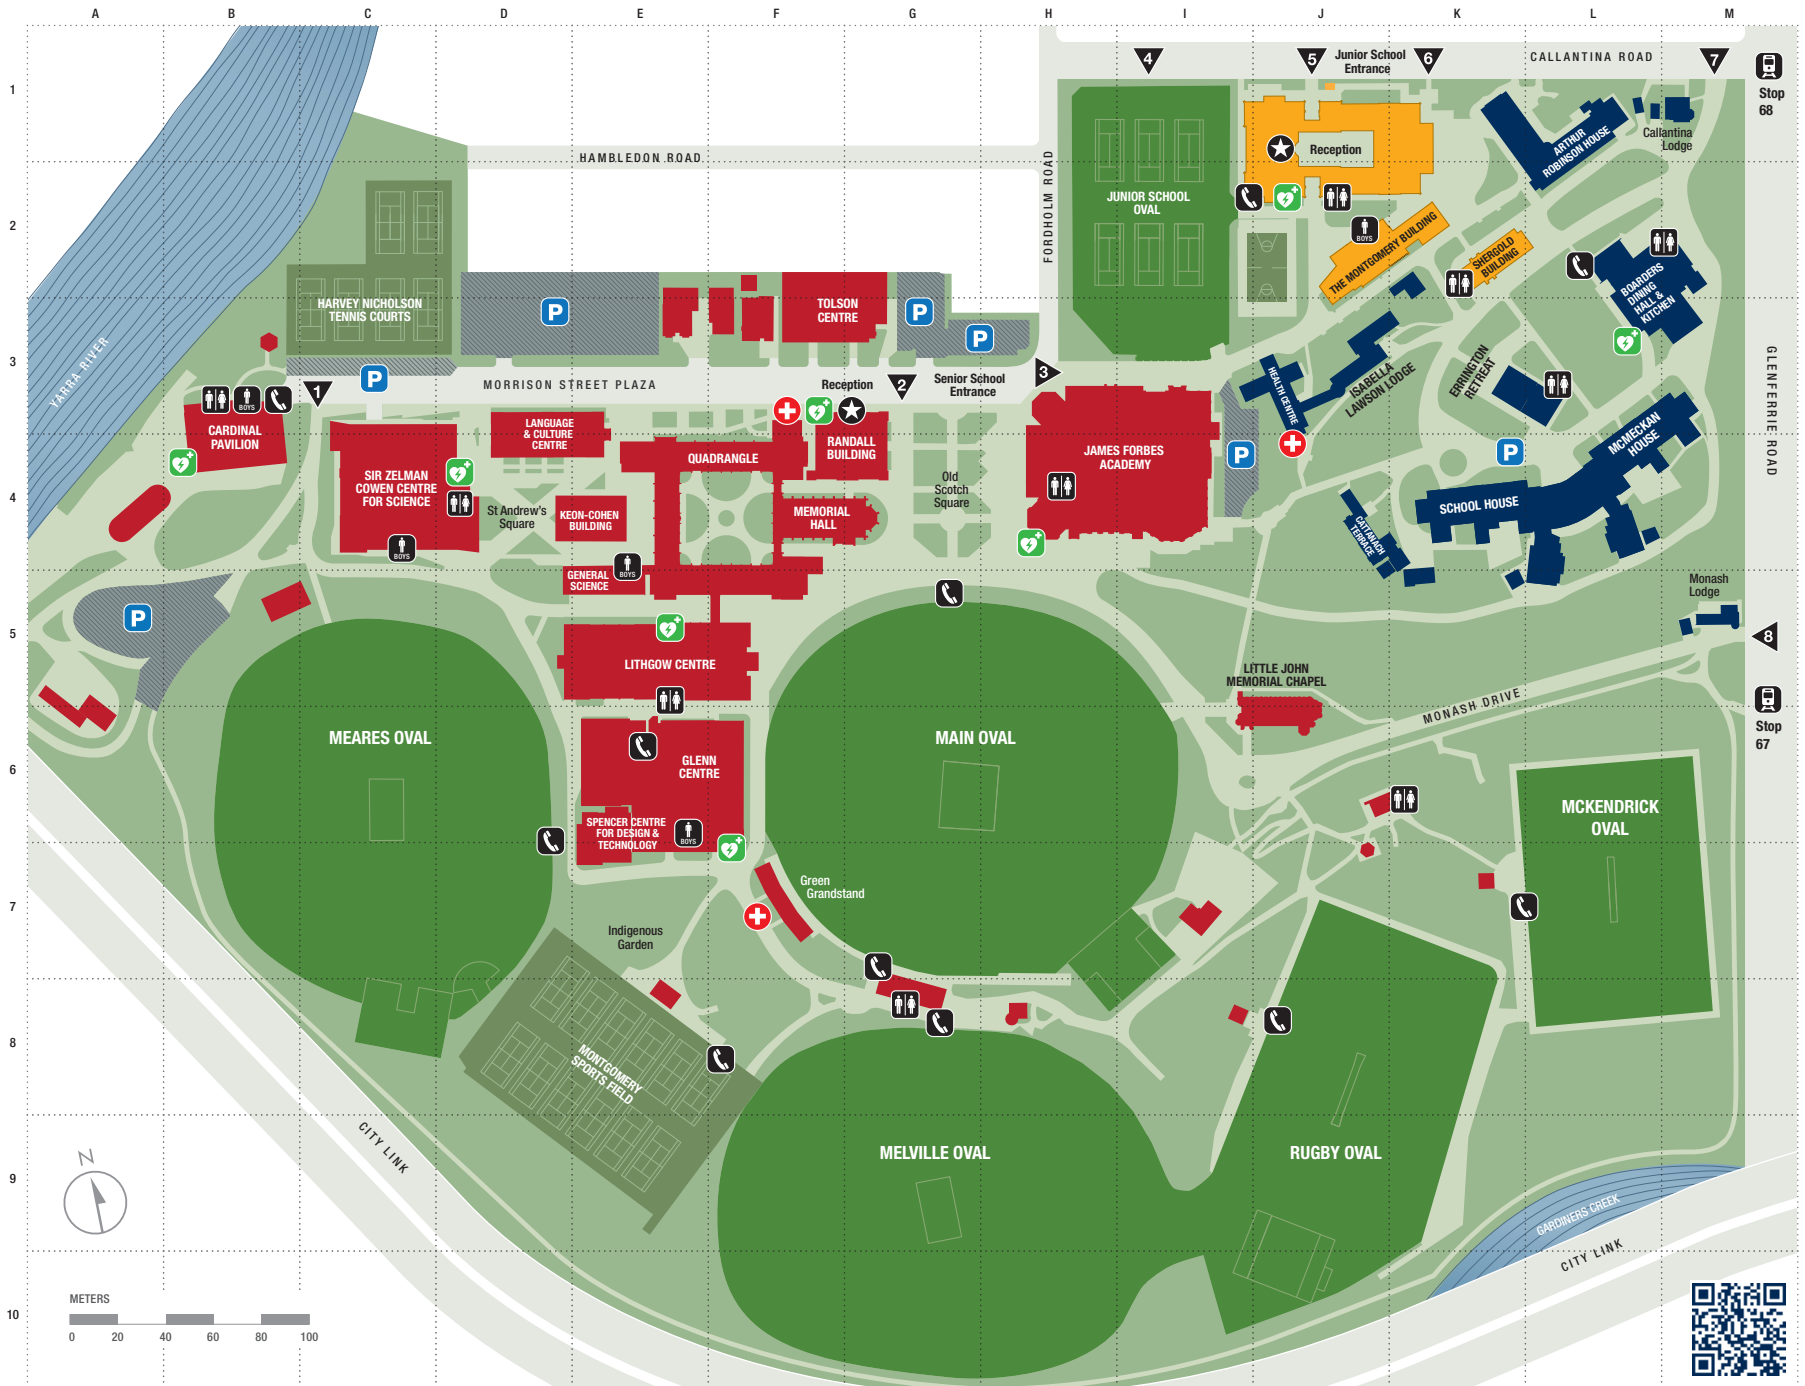 A B C D E F G H I J K L M
1
2
3
4
5
6
7
8
9
10
4
5
Junior School
Entrance
6
CALLANTINA ROAD
7
Stop
68
HAMBLEDON ROAD
FORDHOLM ROAD
JUNIOR SCHOOL
OVAL
Reception
ARTHUR
ROBINSON HOUSE
Callantina
Lodge
BOYS
THE MONTGOMERY BUILDING
SHERGOLD
BUILDING
BOARDERS
DINING
HALL &
KITCHEN
HARVEY NICHOLSON
TENNIS COURTS
P
TOLSON
CENTRE
P
P
YARRA RIVER
P
MORRISON STREET PLAZA
Reception
2
Senior School
Entrance
3
HEALTH CENTRE
ISABELLA
LAWSON LODGE
ERRINGTON
RETREAT
GLENFERRIE ROAD
BOYS
1
CARDINAL
PAVILION
LANGUAGE
& CULTURE
CENTRE
QUADRANGLE
RANDALL
BUILDING
JAMES FORBES
ACADEMY
P
P
MCMECKAN
HOUSE
SIR ZELMAN
COWEN CENTRE
FOR SCIENCE
St Andrew's
Square
KEON-COHEN
BUILDING
MEMORIAL
HALL
Old
Scotch
Square
SCHOOL HOUSE
CATTANACH
TERRACE
BOYS
GENERAL
SCIENCE
BOYS
Monash
Lodge
P
8
LITHGOW CENTRE
LITTLE JOHN
MEMORIAL CHAPEL
MONASH DRIVE
Stop
67
MEARES OVAL
MAIN OVAL
GLENN
CENTRE
MCKENDRICK
OVAL
SPENCER CENTRE
FOR DESIGN &
TECHNOLOGY
BOYS
Green
Grandstand
Indigenous
Garden
MONTGOMERY
SPORTS FIELD
CITY LINK
MELVILLE OVAL
RUGBY OVAL
N
GARDINERS CREEK
CITY LINK
METERS
0 20 40 60 80 100